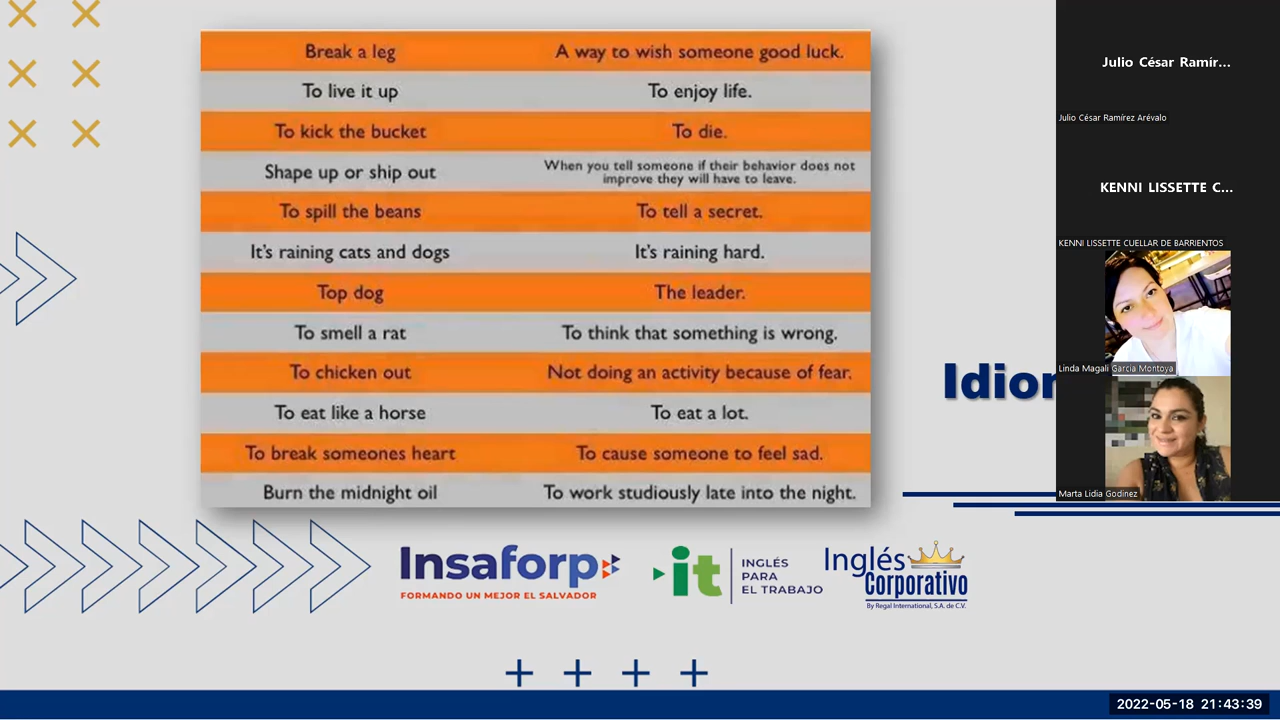 Break a leg A way to wish someone good luck.
To live it up To enjoy life.
To kick the bucket To die.
Shape up or ship out When you tell someone if their behavior does not
improve they will have to leave.
To spill the beans To tell a secret.
It's raining cats and dogs It's raining hard.
Top dog The leader.
To smell a rat To think that something is wrong.
To chicken out Not doing an activity because of fear.
To eat like a horse To eat a lot.
To break someones heart To cause someone to feel sad.
Burn the midnight oil To work studiously late into the night.
Insaforp
FORMANDO UN MEJOR EL SALVADOR
it
INGLÉS
PARA
EL TRABAJO
Inglés
Corporativo
By Regal International, S.A. de C.V.
Julio César Ramír...
Julio César Ramírez Arévalo
KENNI LISSETTE C...
KENNI LISSETTE CUELLAR DE BARRIENTOS
Linda Magali Garcia Montoya
Marta Lidia Godinez
2022-05-18 21:43:39